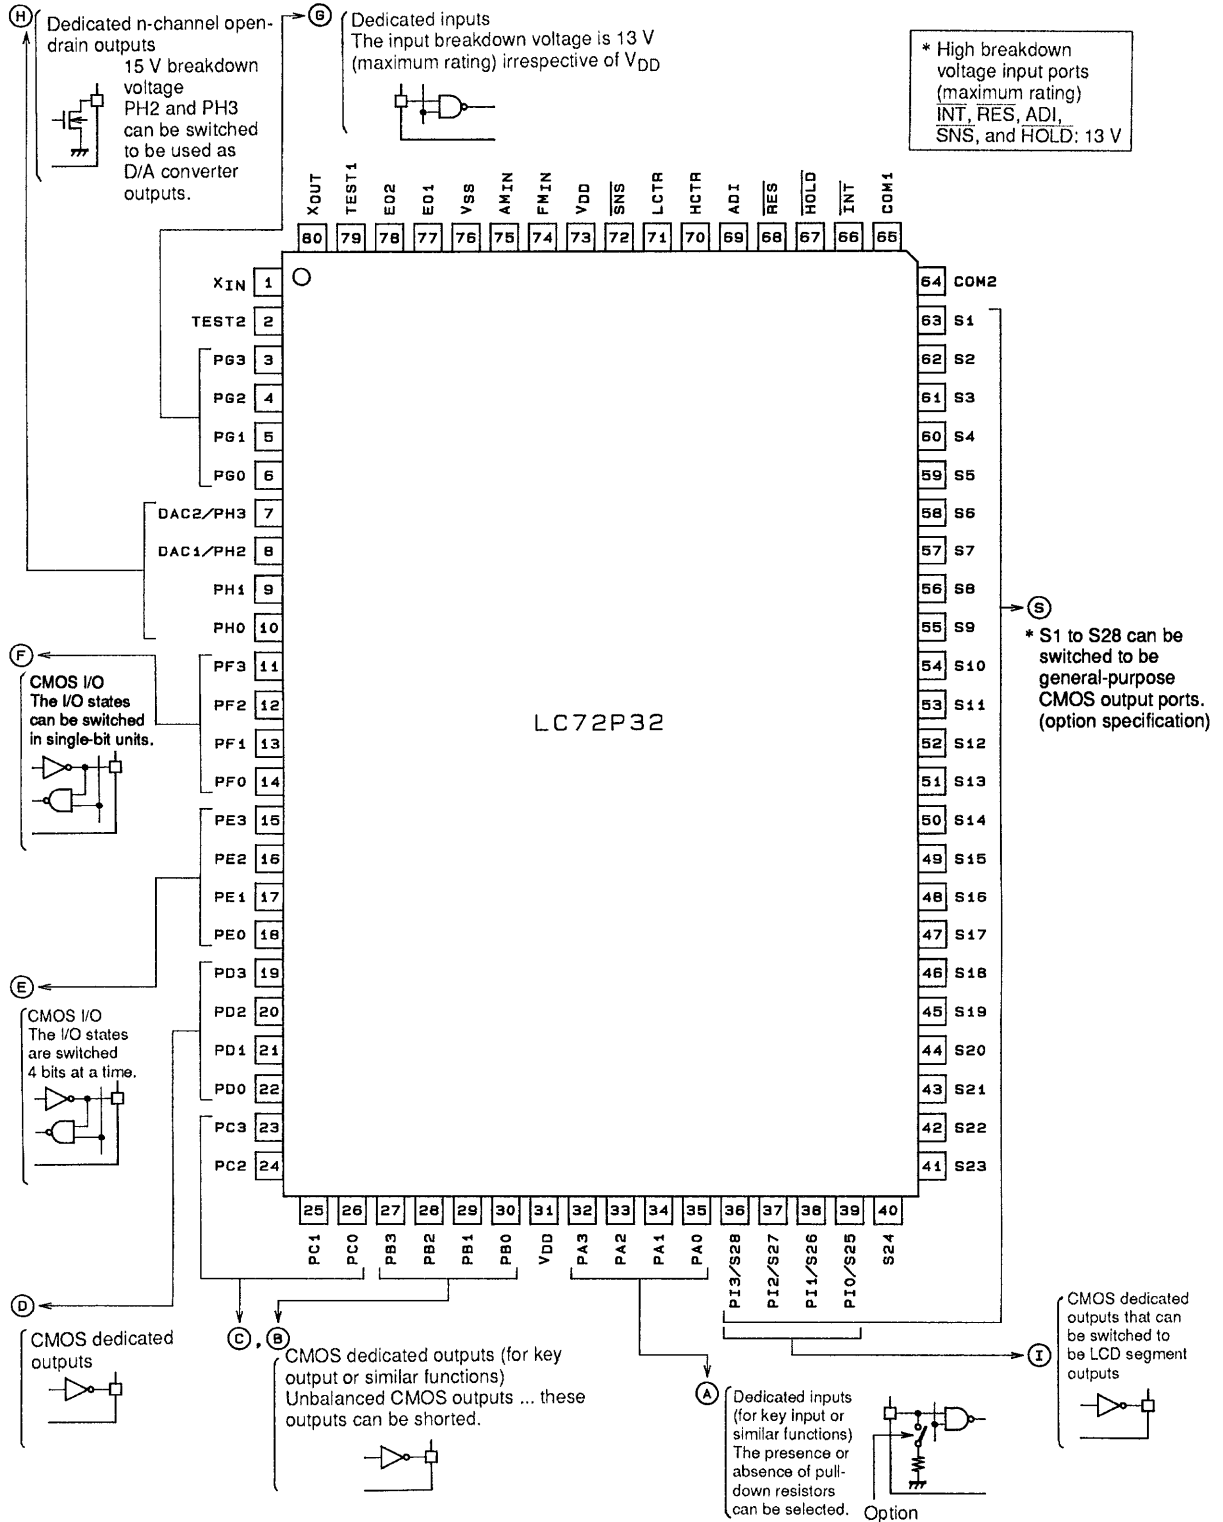 H
Dedicated n-channel open-
drain outputs
15 V breakdown
voltage
PH2 and PH3
can be switched
to be used as
D/A converter
outputs.
G
Dedicated inputs
The input breakdown voltage is 13 V
(maximum rating) irrespective of VDD
* High breakdown
voltage input ports
(maximum rating)
INT, RES, ADI,
SNS, and HOLD: 13 V
XOUT TEST1 EO2 EO1 VSS AMIN FMIN VDD SNS LCTR HCTR ADI RES HOLD INT COM1
80 79 78 77 76 75 74 73 72 71 70 69 68 67 66 65
XIN 1
TEST2 2
PG3 3
PG2 4
PG1 5
PG0 6
DAC2/PH3 7
DAC1/PH2 8
PH1 9
PH0 10
PF3 11
PF2 12
PF1 13
PF0 14
PE3 15
PE2 16
PE1 17
PE0 18
PD3 19
PD2 20
PD1 21
PD0 22
PC3 23
PC2 24
LC72P32
64 COM2
63 S1
62 S2
61 S3
60 S4
59 S5
58 S6
57 S7
56 S8
55 S9
54 S10
53 S11
52 S12
51 S13
50 S14
49 S15
48 S16
47 S17
46 S18
45 S19
44 S20
43 S21
42 S22
41 S23
S
* S1 to S28 can be
switched to be
general-purpose
CMOS output ports.
(option specification)
F
CMOS I/O
The I/O states
can be switched
in single-bit units.
E
CMOS I/O
The I/O states
are switched
4 bits at a time.
25 26 27 28 29 30 31 32 33 34 35 36 37 38 39 40
PC1 PC0 PB3 PB2 PB1 PB0 VDD PA3 PA2 PA1 PA0 PI3/S28 PI2/S27 PI1/S26 PI0/S25 S24
D
CMOS dedicated
outputs
C , B
CMOS dedicated outputs (for key
output or similar functions)
Unbalanced CMOS outputs ... these
outputs can be shorted.
A
Dedicated inputs
(for key input or
similar functions)
The presence or
absence of pull-
down resistors
can be selected.
Option
I
CMOS dedicated
outputs that can
be switched to
be LCD segment
outputs